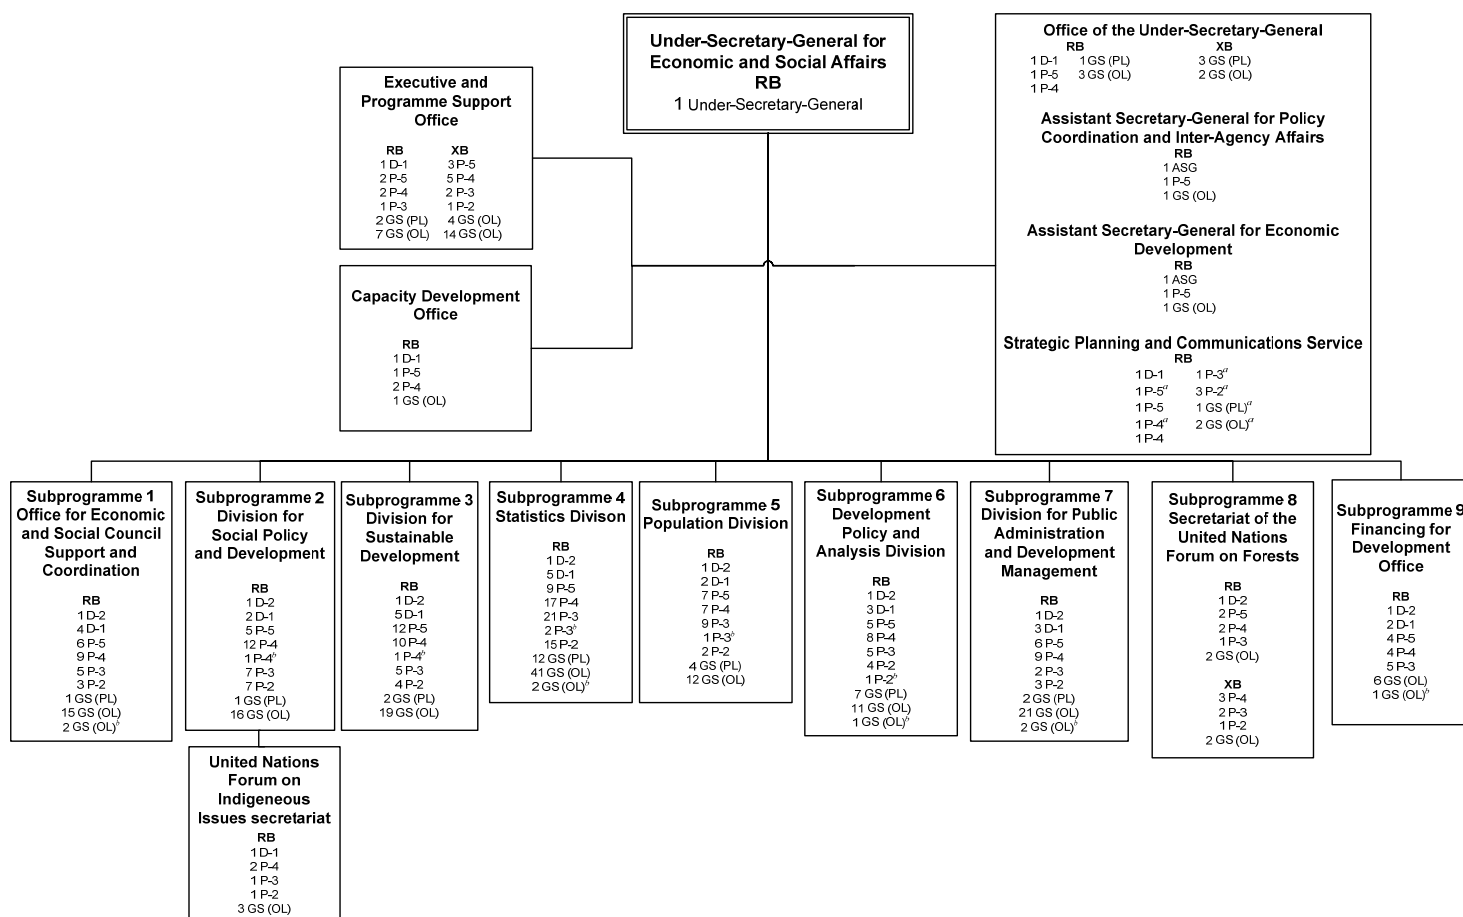 Under-Secretary-General for
Economic and Social Affairs
RB
1 Under-Secretary-General
Executive and
Programme Support
Office
RB XB
1 D-1 3 P-5
2 P-5 5 P-4
2 P-4 2 P-3
1 P-3 1 P-2
2 GS (PL) 4 GS (OL)
7 GS (OL) 14 GS (OL)
Capacity Development
Office
RB
1 D-1
1 P-5
2 P-4
1 GS (OL)
Office of the Under-Secretary-General
RB XB
1 D-1 1 GS (PL) 3 GS (PL)
1 P-5 3 GS (OL) 2 GS (OL)
1 P-4
Assistant Secretary-General for Policy
Coordination and Inter-Agency Affairs
RB
1 ASG
1 P-5
1 GS (OL)
Assistant Secretary-General for Economic
Development
RB
1 ASG
1 P-5
1 GS (OL)
Strategic Planning and Communications Service
RB
1 D-1 1 P-3a
1 P-5a 3 P-2a
1 P-5 1 GS (PL)a
1 P-4a 2 GS (OL)a
1 P-4
Subprogramme 1
Office for Economic
and Social Council
Support and
Coordination
RB
1 D-2
4 D-1
6 P-5
9 P-4
5 P-3
3 P-2
1 GS (PL)
15 GS (OL)
2 GS (OL)b
Subprogramme 2
Division for
Social Policy
and Development
RB
1 D-2
2 D-1
5 P-5
12 P-4
1 P-4b
7 P-3
7 P-2
1 GS (PL)
16 GS (OL)
United Nations
Forum on
Indigeneous
Issues secretariat
RB
1 D-1
2 P-4
1 P-3
1 P-2
3 GS (OL)
Subprogramme 3
Division for
Sustainable
Development
RB
1 D-2
5 D-1
12 P-5
10 P-4
1 P-4b
5 P-3
4 P-2
2 GS (PL)
19 GS (OL)
Subprogramme 4
Statistics Divison
RB
1 D-2
5 D-1
9 P-5
17 P-4
21 P-3
2 P-3b
15 P-2
12 GS (PL)
41 GS (OL)
2 GS (OL)b
Subprogramme 5
Population Division
RB
1 D-2
2 D-1
7 P-5
7 P-4
9 P-3
1 P-3b
2 P-2
4 GS (PL)
12 GS (OL)
Subprogramme 6
Development
Policy and
Analysis Division
RB
1 D-2
3 D-1
5 P-5
8 P-4
5 P-3
4 P-2
1 P-2b
7 GS (PL)
11 GS (OL)
1 GS (OL)b
Subprogramme 7
Division for Public
Administration
and Development
Management
RB
1 D-2
3 D-1
6 P-5
9 P-4
2 P-3
3 P-2
2 GS (PL)
21 GS (OL)
2 GS (OL)b
Subprogramme 8
Secretariat of the
United Nations
Forum on Forests
RB
1 D-2
2 P-5
2 P-4
1 P-3
2 GS (OL)
XB
3 P-4
2 P-3
1 P-2
2 GS (OL)
Subprogramme 9
Financing for
Development
Office
RB
1 D-2
2 D-1
4 P-5
4 P-4
5 P-3
6 GS (OL)
1 GS (OL)b